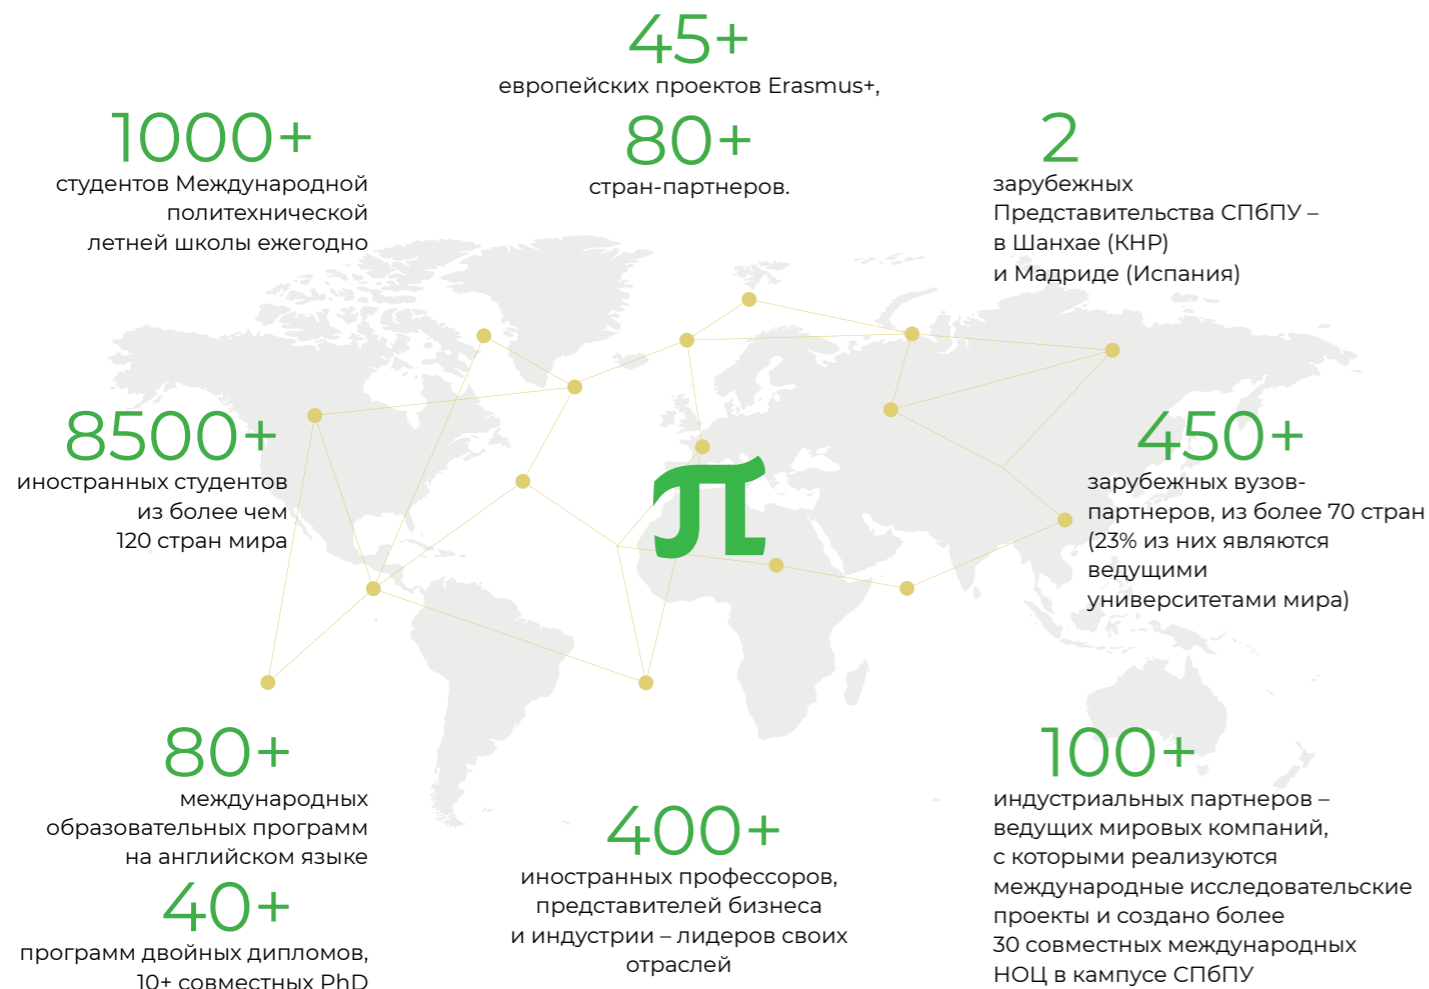 45+
европейских проектов Erasmus+,
80+
стран-партнеров.
1000+
студентов Международной
политехнической
летней школы ежегодно
2
зарубежных
Представительства СПбПУ –
в Шанхае (КНР)
и Мадриде (Испания)
8500+
иностранных студентов
из более чем
120 стран мира
π
450+
зарубежных вузов-
партнеров, из более 70 стран
(23% из них являются
ведущими
университетами мира)
80+
международных
образовательных программ
на английском языке
40+
программ двойных дипломов,
10+ совместных PhD
400+
иностранных профессоров,
представителей бизнеса
и индустрии – лидеров своих
отраслей
100+
индустриальных партнеров –
ведущих мировых компаний,
с которыми реализуются
международные исследовательские
проекты и создано более
30 совместных международных
НОЦ в кампусе СПбПУ